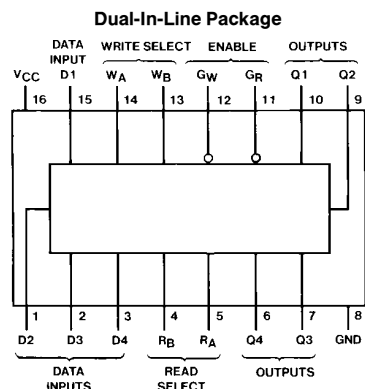 Dual-In-Line Package
DATA
INPUT WRITE SELECT ENABLE OUTPUTS
VCC D1 WA WB GW GR Q1 Q2
16 15 14 13 12 11 10 9
1 2 3 4 5 6 7 8
D2 D3 D4 RB RA Q4 Q3 GND
DATA READ OUTPUTS
INPUTS SELECT